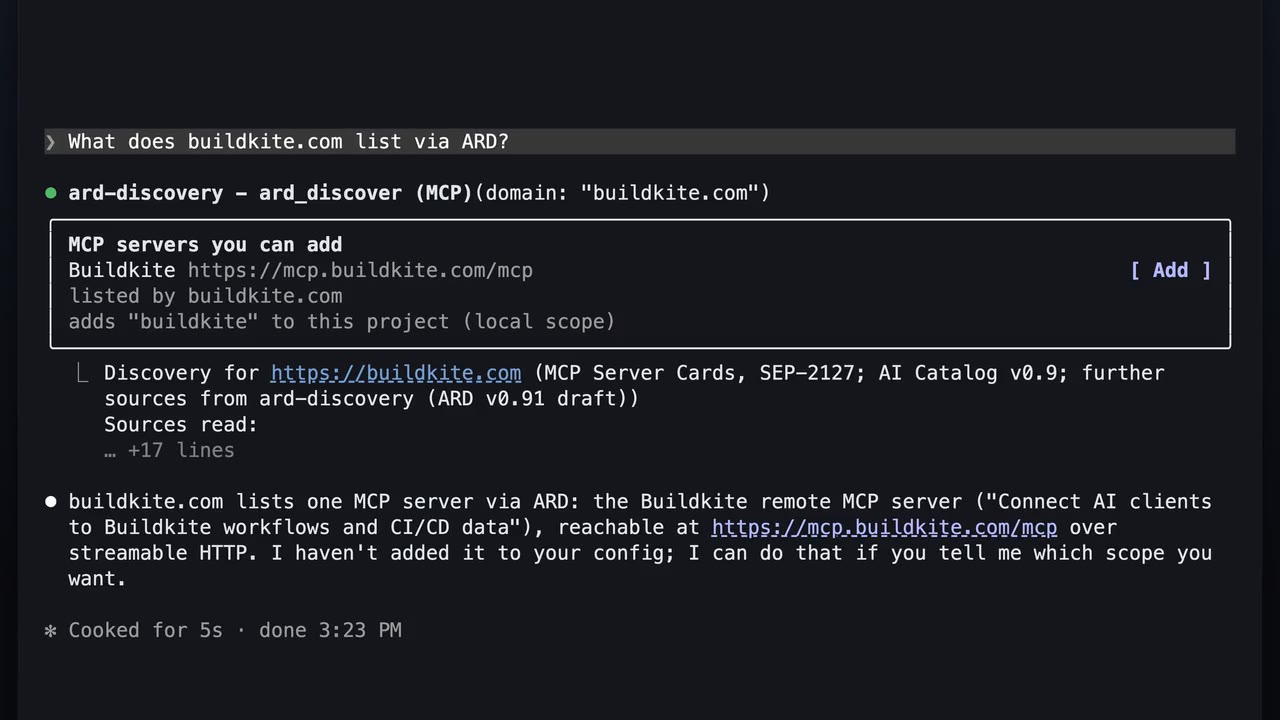 ❯ What does buildkite.com list via ARD?
● ard-discovery - ard_discover (MCP)(domain: "buildkite.com")
MCP servers you can add
Buildkite https://mcp.buildkite.com/mcp [ Add ]
listed by buildkite.com
adds "buildkite" to this project (local scope)
⎿ Discovery for https://buildkite.com (MCP Server Cards, SEP-2127; AI Catalog v0.9; further
sources from ard-discovery (ARD v0.91 draft))
Sources read:
… +17 lines
● buildkite.com lists one MCP server via ARD: the Buildkite remote MCP server ("Connect AI clients
to Buildkite workflows and CI/CD data"), reachable at https://mcp.buildkite.com/mcp over
streamable HTTP. I haven't added it to your config; I can do that if you tell me which scope you
want.
✻ Cooked for 5s · done 3:23 PM